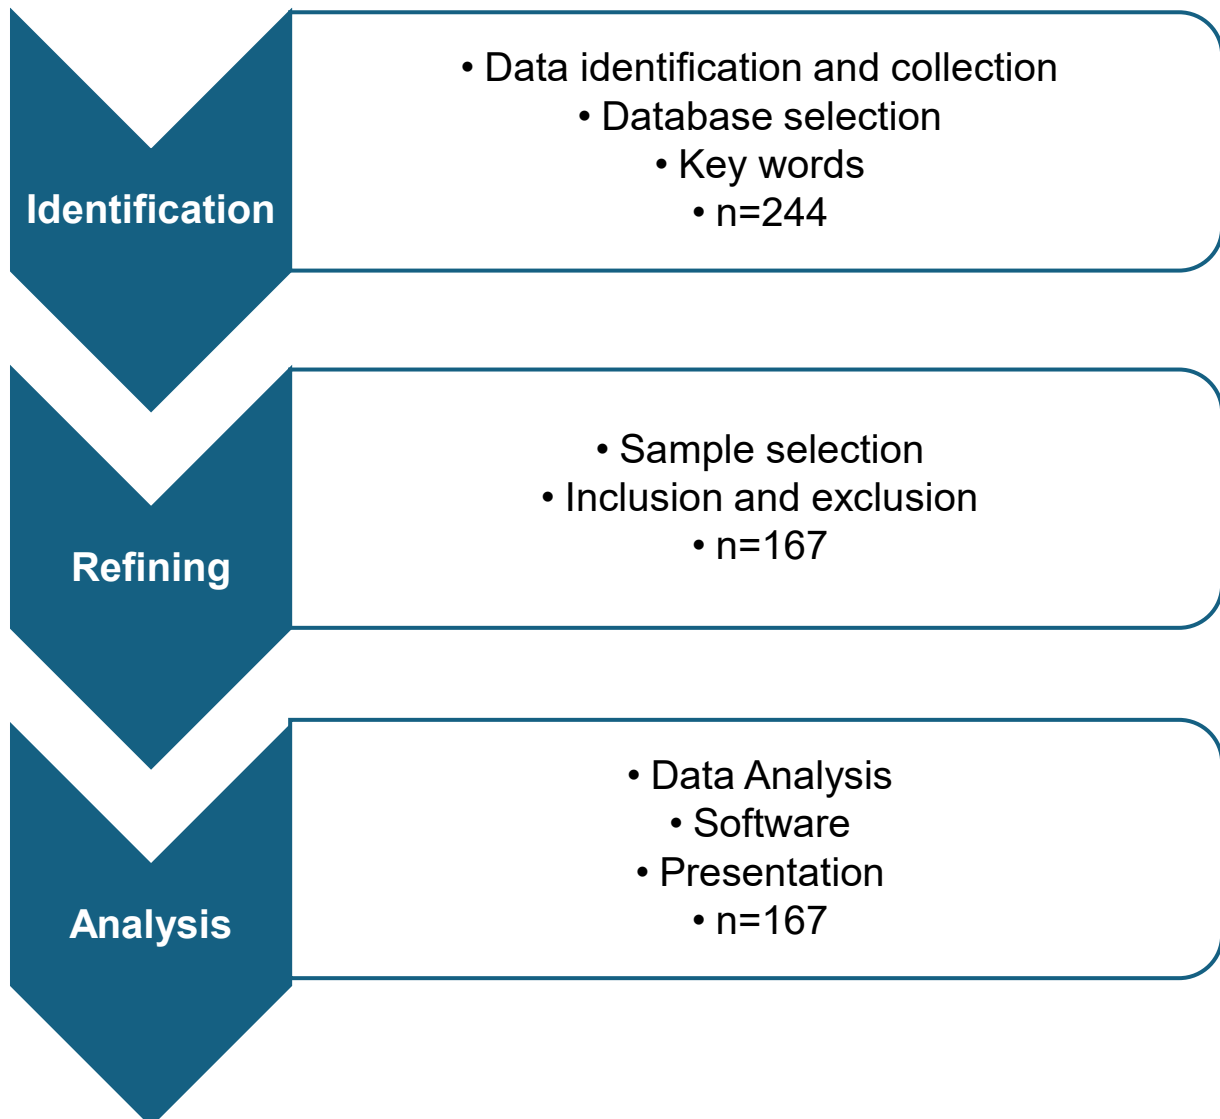 Identification
• Data identification and collection
• Database selection
• Key words
• n=244
Refining
• Sample selection
• Inclusion and exclusion
• n=167
Analysis
• Data Analysis
• Software
• Presentation
• n=167